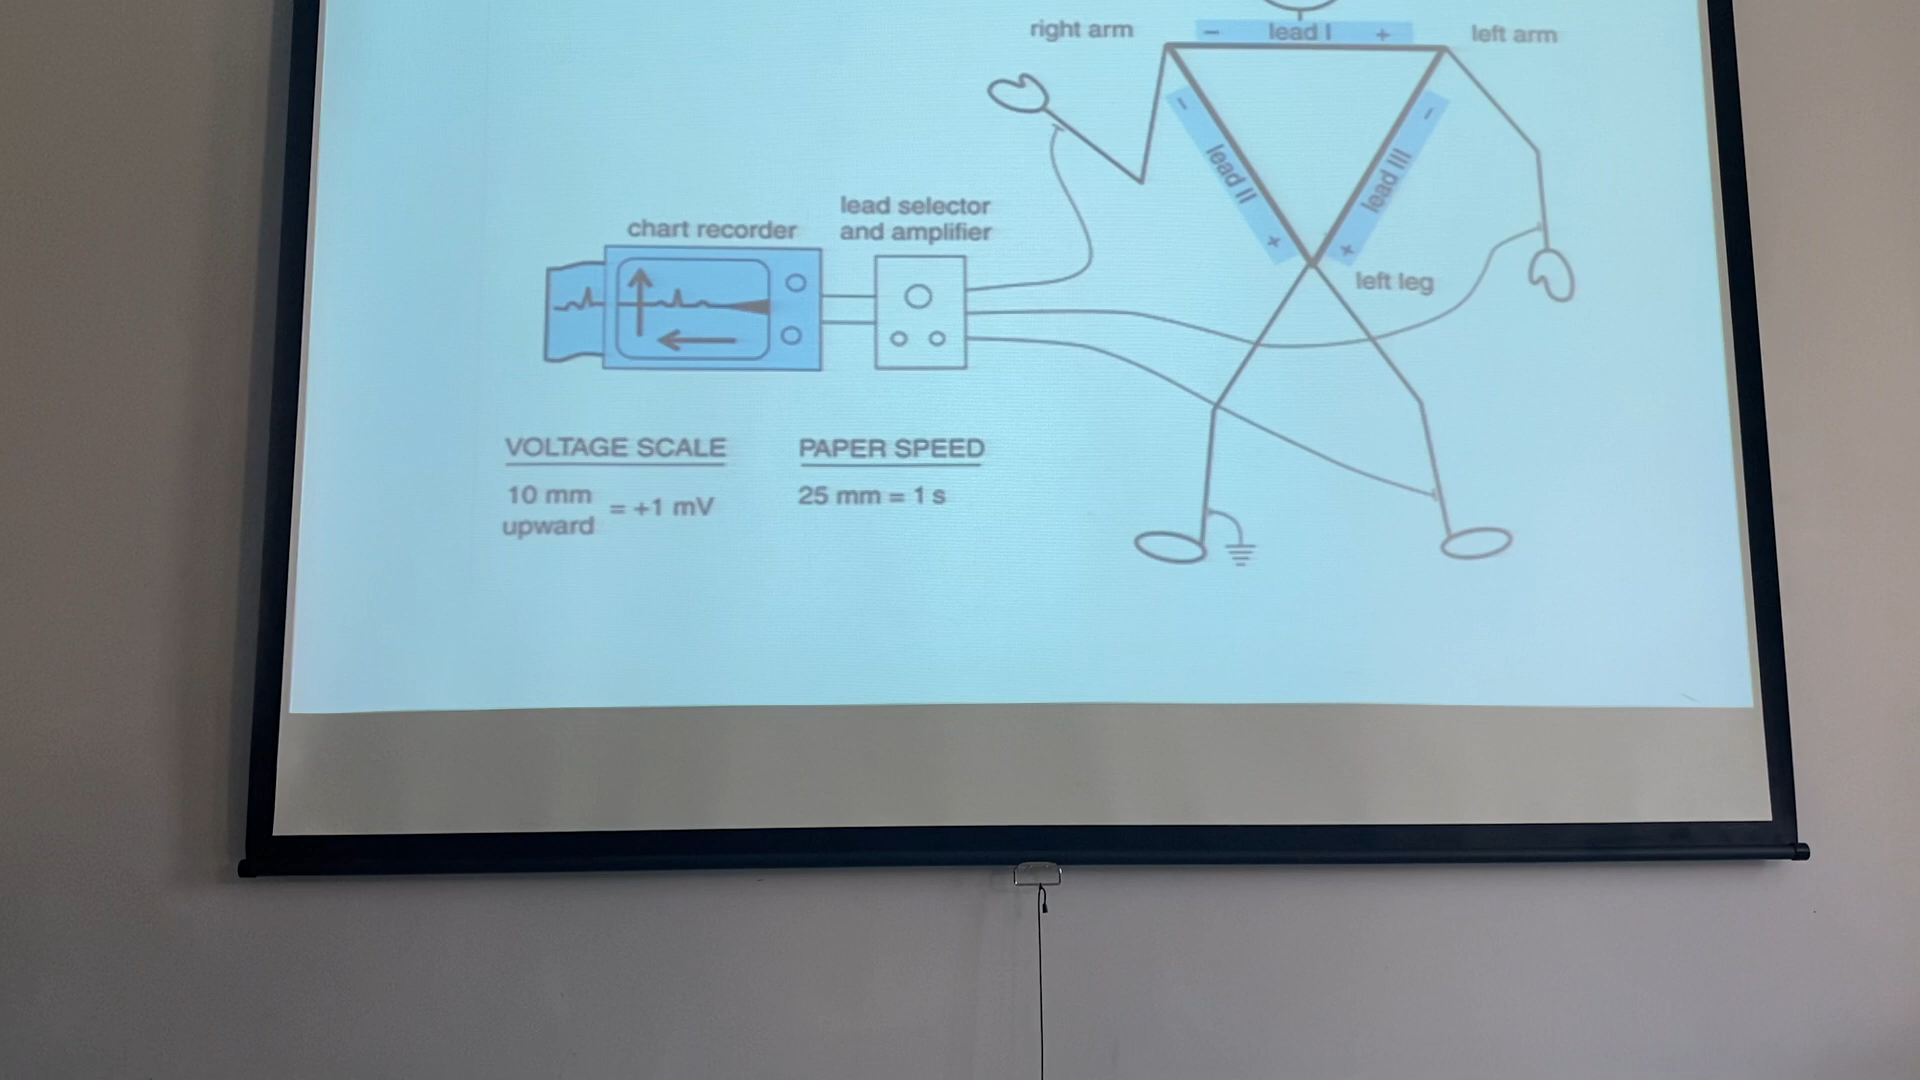 right arm
− lead I +
left arm
− lead II +
− lead III +
left leg
lead selector
and amplifier
chart recorder
VOLTAGE SCALE
10 mm
upward
= +1 mV
PAPER SPEED
25 mm = 1 s